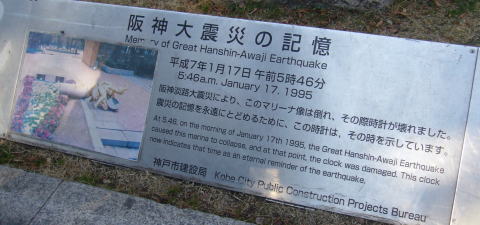 阪神大震災の記憶
Memory of Great Hanshin-Awaji Earthquake
平成7年1月17日 午前5時46分
5:46a.m. January 17. 1995
阪神淡路大震災により、このマリーナ像は倒れ、その際時計が壊れました。
震災の記憶を永遠にとどめるために、この時計は、その時を示しています。
At 5.46, on the morning of January 17th 1995, the Great Hanshin-Awaji Earthquake
caused this marina to collapse, and at that point, the clock was damaged. This clock
now indicates that time as an eternal reminder of the earthquake.
神戸市建設局 Kobe City Public Construction Projects Bureau